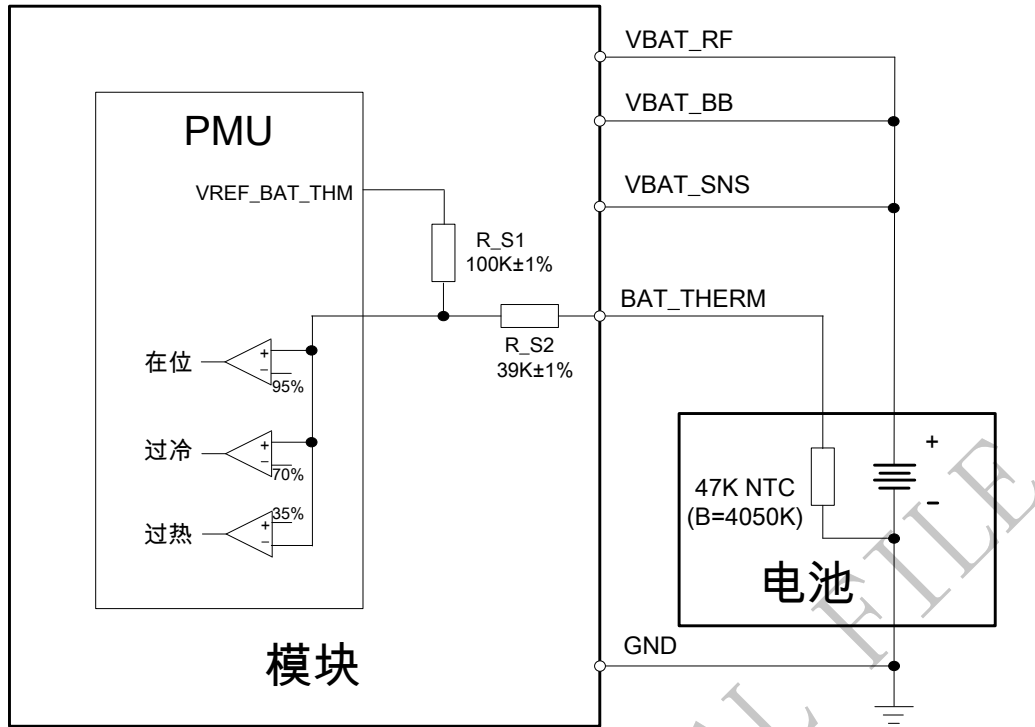 VBAT_RF
VBAT_BB
PMU
VREF_BAT_THM
VBAT_SNS
R_S1
100K±1%
BAT_THERM
R_S2
39K±1%
在位
+
−
95%
过冷
+
−
70%
过热
35%
+
−
47K NTC
(B=4050K)
+
−
电池
模块
GND
FILE